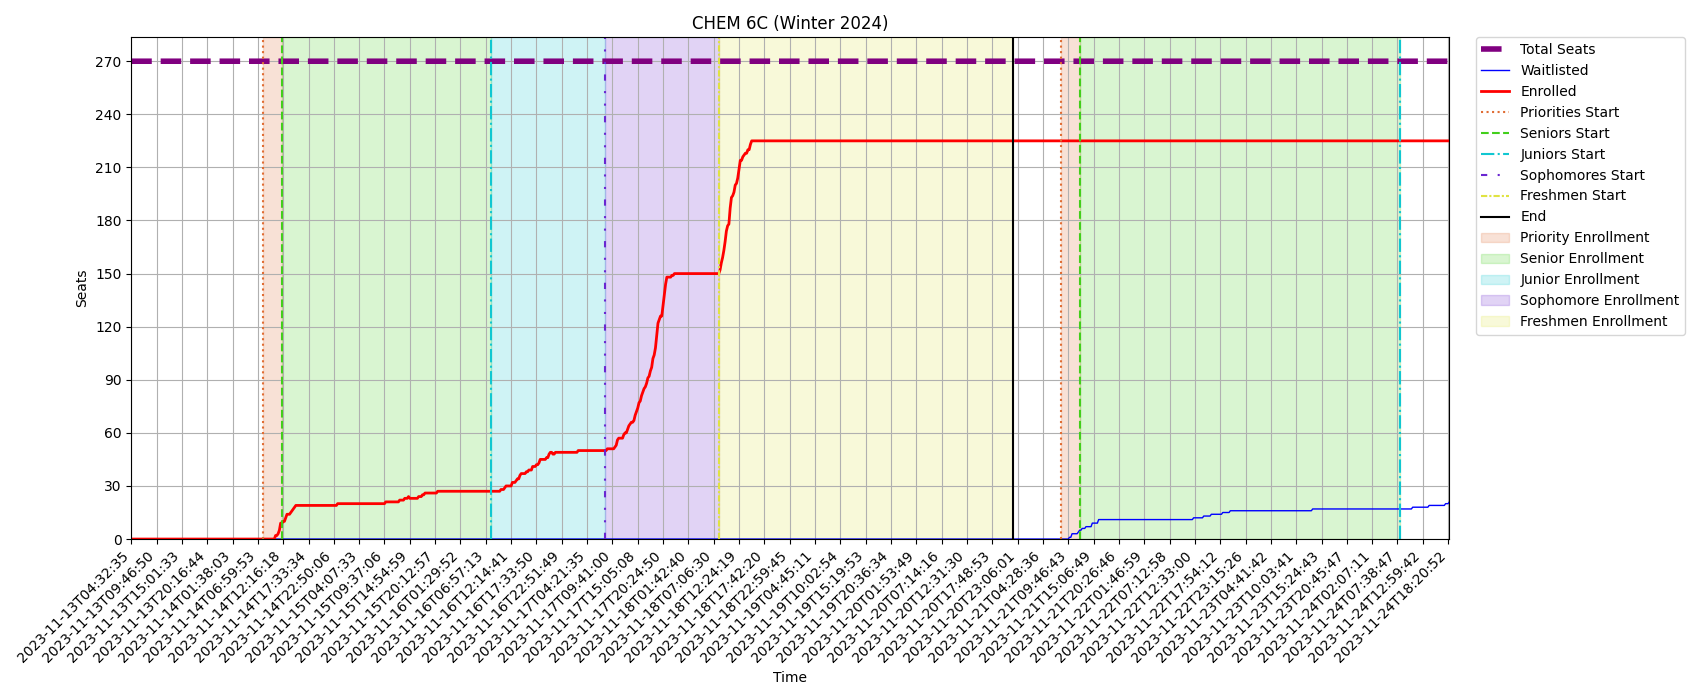 CHEM 6C (Winter 2024)
Seats
270
240
210
180
150
120
90
60
30
0
2023-11-13T04:32:35
2023-11-13T09:46:50
2023-11-13T15:01:33
2023-11-13T20:16:44
2023-11-14T01:38:03
2023-11-14T06:59:53
2023-11-14T12:16:18
2023-11-14T17:33:34
2023-11-14T22:50:06
2023-11-15T04:07:33
2023-11-15T09:37:06
2023-11-15T14:54:59
2023-11-15T20:12:57
2023-11-16T01:29:52
2023-11-16T06:57:13
2023-11-16T12:14:41
2023-11-16T17:33:50
2023-11-16T22:51:49
2023-11-17T04:21:35
2023-11-17T09:41:00
2023-11-17T15:05:08
2023-11-17T20:24:50
2023-11-18T01:42:40
2023-11-18T07:06:30
2023-11-18T12:24:19
2023-11-18T17:42:20
2023-11-18T22:59:45
2023-11-19T04:45:11
2023-11-19T10:02:54
2023-11-19T15:19:53
2023-11-19T20:36:34
2023-11-20T01:53:49
2023-11-20T07:14:16
2023-11-20T12:31:30
2023-11-20T17:48:53
2023-11-20T23:06:01
2023-11-21T04:28:36
2023-11-21T09:46:43
2023-11-21T15:06:49
2023-11-21T20:26:46
2023-11-22T01:46:59
2023-11-22T07:12:58
2023-11-22T12:33:00
2023-11-22T17:54:12
2023-11-22T23:15:26
2023-11-23T04:41:42
2023-11-23T10:03:41
2023-11-23T15:24:43
2023-11-23T20:45:47
2023-11-24T02:07:11
2023-11-24T07:38:47
2023-11-24T12:59:42
2023-11-24T18:20:52
Time
Total Seats
Waitlisted
Enrolled
Priorities Start
Seniors Start
Juniors Start
Sophomores Start
Freshmen Start
End
Priority Enrollment
Senior Enrollment
Junior Enrollment
Sophomore Enrollment
Freshmen Enrollment